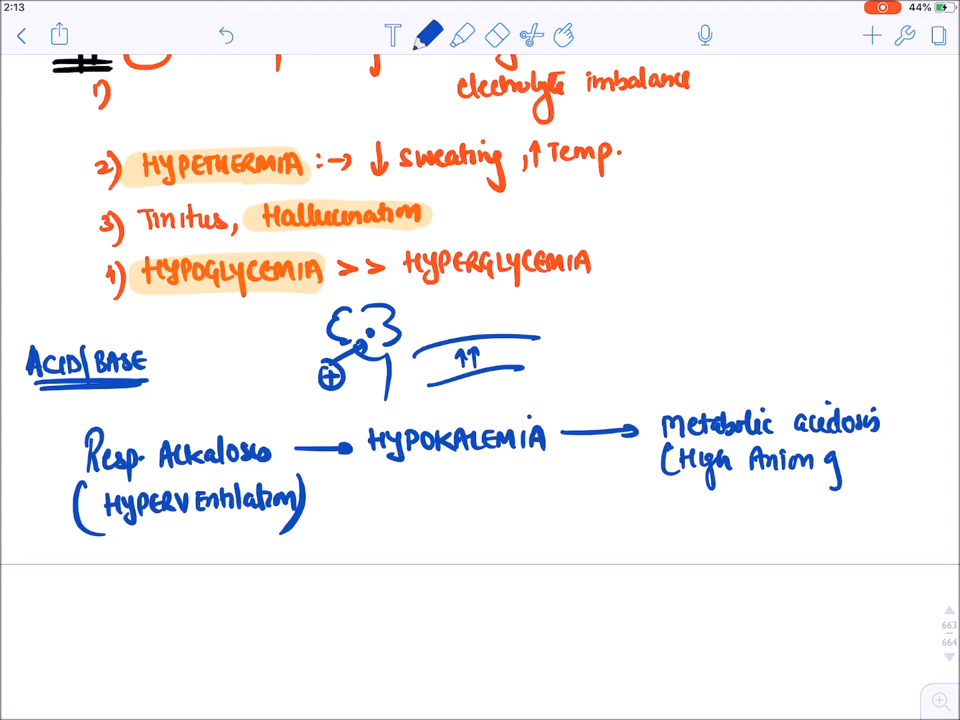 2:13
44%
electrolyte imbalance
1)
2) HYPETHERMIA :→ ↓ sweating, ↑ Temp.
3) Tinitus, Hallucination
4) HYPOGLYCEMIA >> HYPERGLYCEMIA
ACID/BASE
+
↑↑
Resp. Alkalosis → HYPOKALEMIA → Metabolic acidosis
(HYPERVEntilation) (High Anion g
663
664